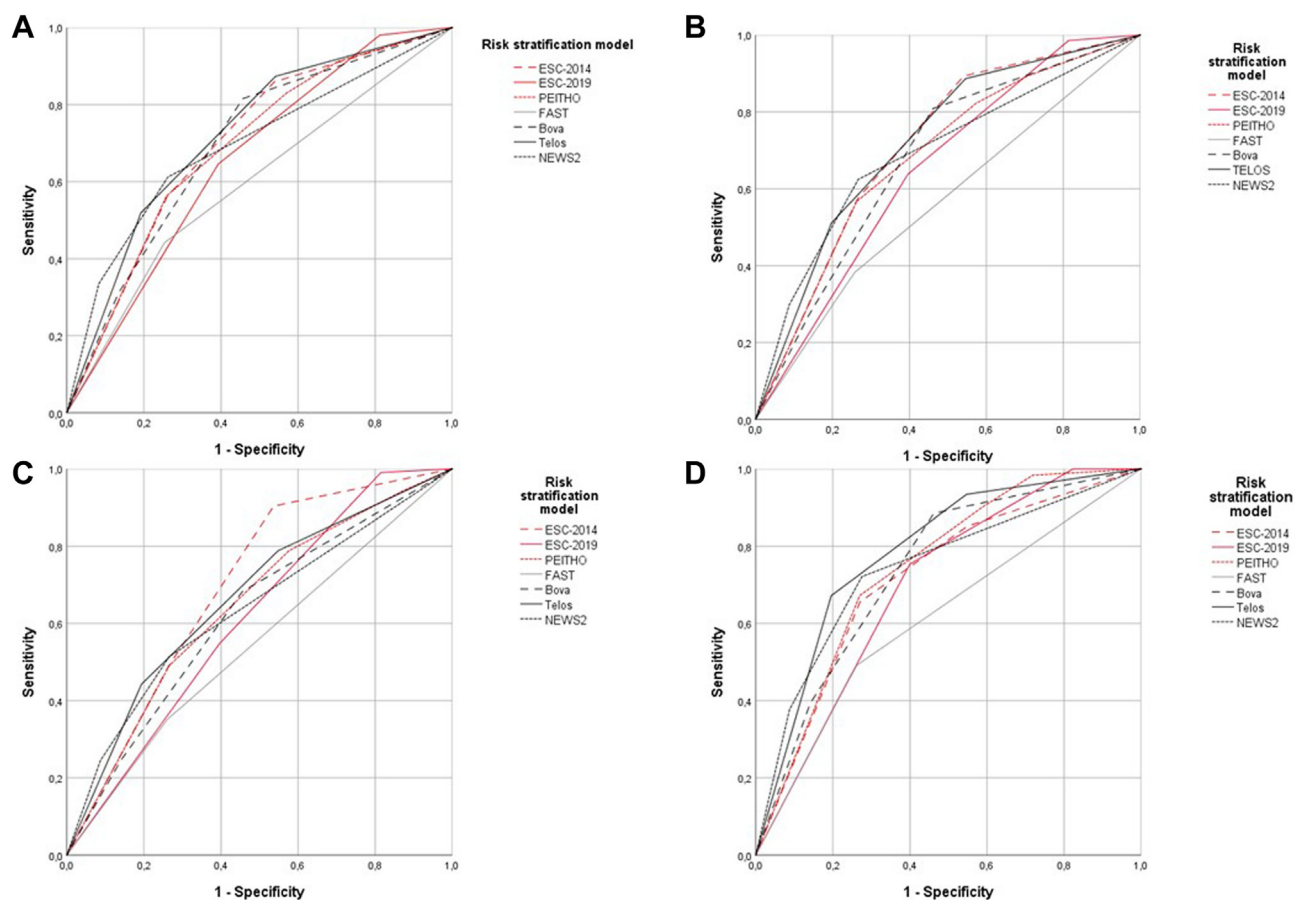 A
1,0
0,8
0,6
0,4
0,2
0,0
0,0 0,2 0,4 0,6 0,8 1,0
Sensitivity
1 - Specificity
Risk stratification model
ESC-2014
ESC-2019
PEITHO
FAST
Bova
Telos
NEWS2
B
1,0
0,8
0,6
0,4
0,2
0,0
0,0 0,2 0,4 0,6 0,8 1,0
Sensitivity
1 - Specificity
Risk
stratification
model
ESC-2014
ESC-2019
PEITHO
FAST
Bova
TELOS
NEWS2
C
1,0
0,8
0,6
0,4
0,2
0,0
0,0 0,2 0,4 0,6 0,8 1,0
Sensitivity
1 - Specificity
Risk
stratification
model
ESC-2014
ESC-2019
PEITHO
FAST
Bova
Telos
NEWS2
D
1,0
0,8
0,6
0,4
0,2
0,0
0,0 0,2 0,4 0,6 0,8 1,0
Sensitivity
1 - Specificity
Risk
stratification
model
ESC-2014
ESC-2019
PEITHO
FAST
Bova
Telos
NEWS2